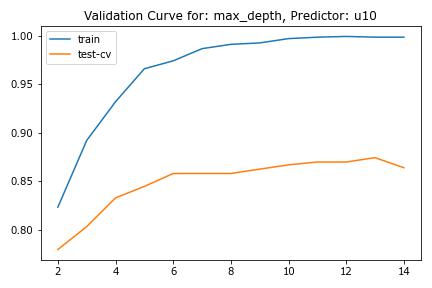 Validation Curve for: max_depth, Predictor: u10
train
test-cv
1.00
0.95
0.90
0.85
0.80
2 4 6 8 10 12 14